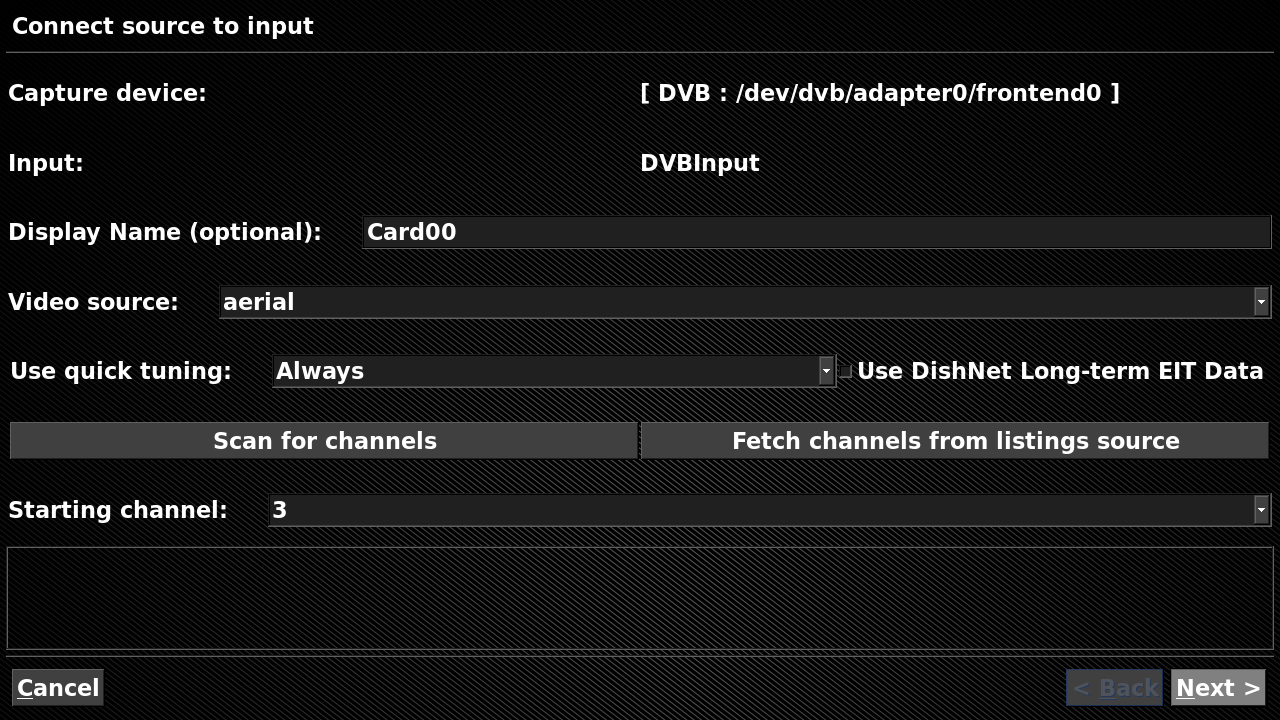 Connect source to input
Capture device: [ DVB : /dev/dvb/adapter0/frontend0 ]
Input: DVBInput
Display Name (optional): Card00
Video source: aerial
Use quick tuning: Always Use DishNet Long-term EIT Data
Scan for channels Fetch channels from listings source
Starting channel: 3
Cancel < Back Next >